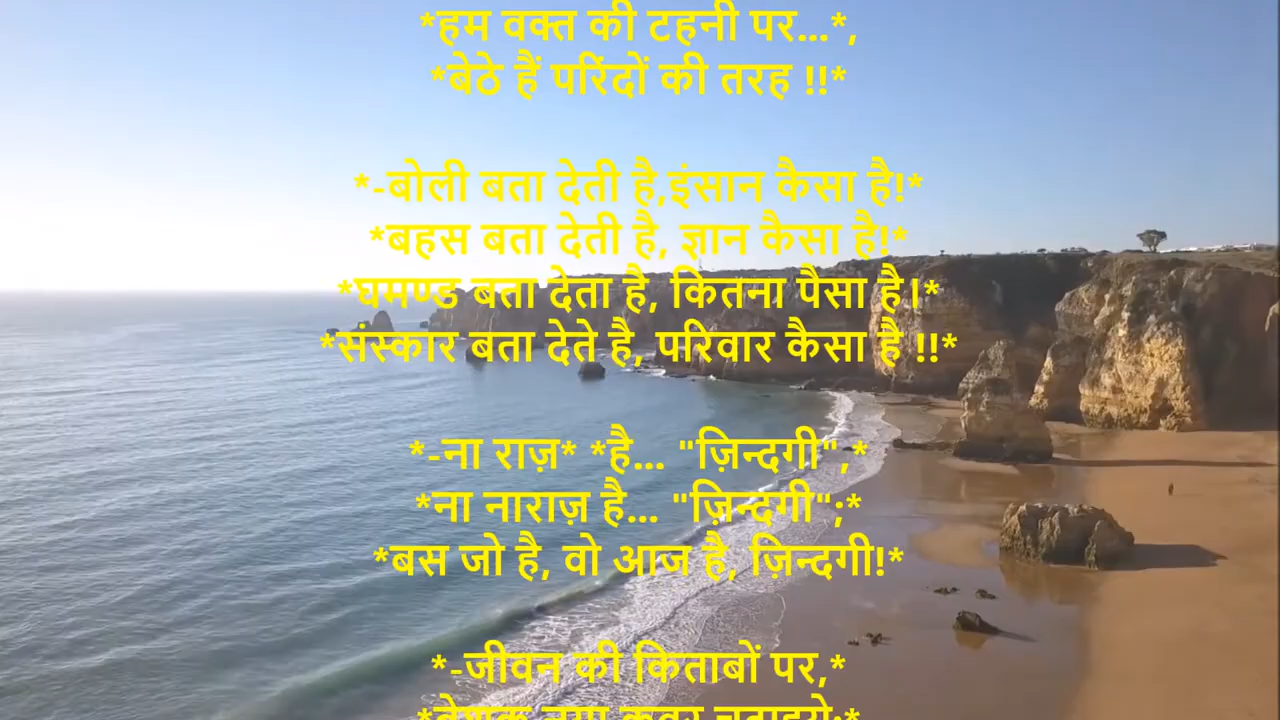 *हम वक्त की टहनी पर...*,
*बेठे हैं परिंदों की तरह !!*
*-बोली बता देती है,इंसान कैसा है!*
*बहस बता देती है, ज्ञान कैसा है!*
*घमण्ड बता देता है, कितना पैसा है।*
*संस्कार बता देते है, परिवार कैसा है !!*
*-ना राज़* *है... "ज़िन्दगी",*
*ना नाराज़ है... "ज़िन्दगी";*
*बस जो है, वो आज है, ज़िन्दगी!*
*-जीवन की किताबों पर,*